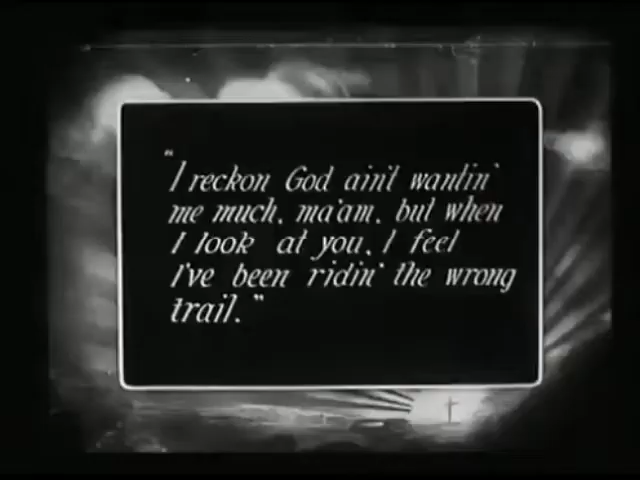 "I reckon God ain't wantin'
me much, ma'am, but when
I look at you, I feel
I've been ridin' the wrong
trail."